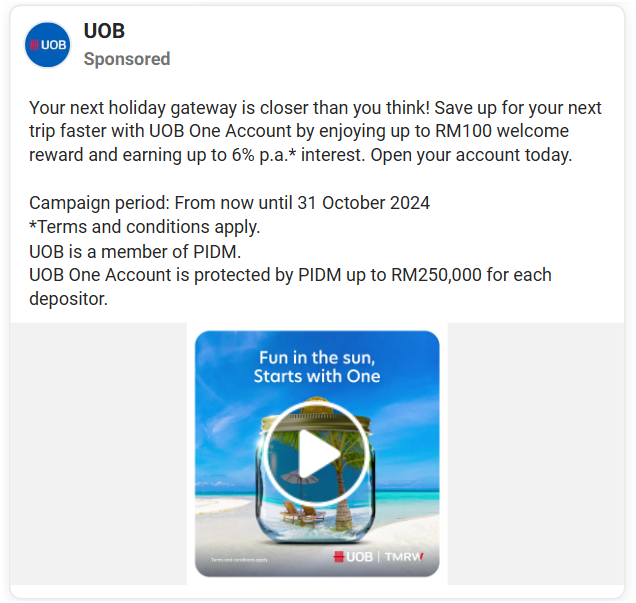 UOB
UOB
Sponsored
Your next holiday gateway is closer than you think! Save up for your next
trip faster with UOB One Account by enjoying up to RM100 welcome
reward and earning up to 6% p.a.* interest. Open your account today.
Campaign period: From now until 31 October 2024
*Terms and conditions apply.
UOB is a member of PIDM.
UOB One Account is protected by PIDM up to RM250,000 for each
depositor.
Fun in the sun,
Starts with One
Terms and conditions apply
UOB | TMRW